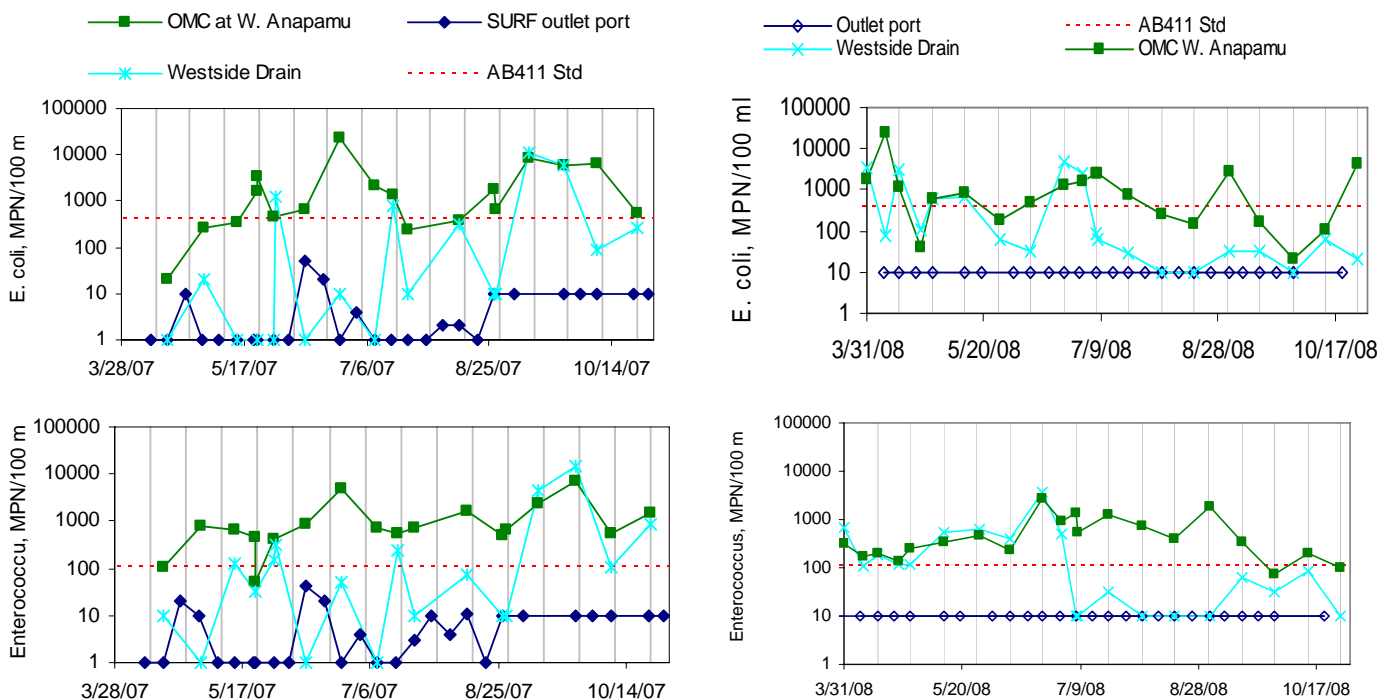 OMC at W. Anapamu
SURF outlet port
Westside Drain
AB411 Std
E. coli, MPN/100 m
100000
10000
1000
100
10
1
3/28/07 5/17/07 7/6/07 8/25/07 10/14/07
Outlet port
AB411 Std
Westside Drain
OMC W. Anapamu
E. coli, MPN/100 ml
100000
10000
1000
100
10
1
3/31/08 5/20/08 7/9/08 8/28/08 10/17/08
Enterococcu, MPN/100 m
100000
10000
1000
100
10
1
3/28/07 5/17/07 7/6/07 8/25/07 10/14/07
Enterococcus, MPN/100 m
100000
10000
1000
100
10
1
3/31/08 5/20/08 7/9/08 8/28/08 10/17/08